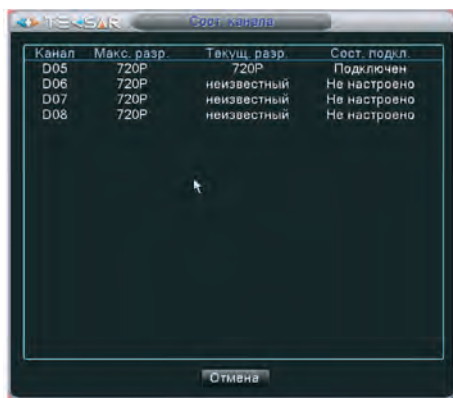 TECSAR Сост. канала
Канал Макс. разр. Текущ. разр. Сост. подкл.
D05 720P 720P Подключен
D06 720P неизвестный Не настроено
D07 720P неизвестный Не настроено
D08 720P неизвестный Не настроено
Отмена